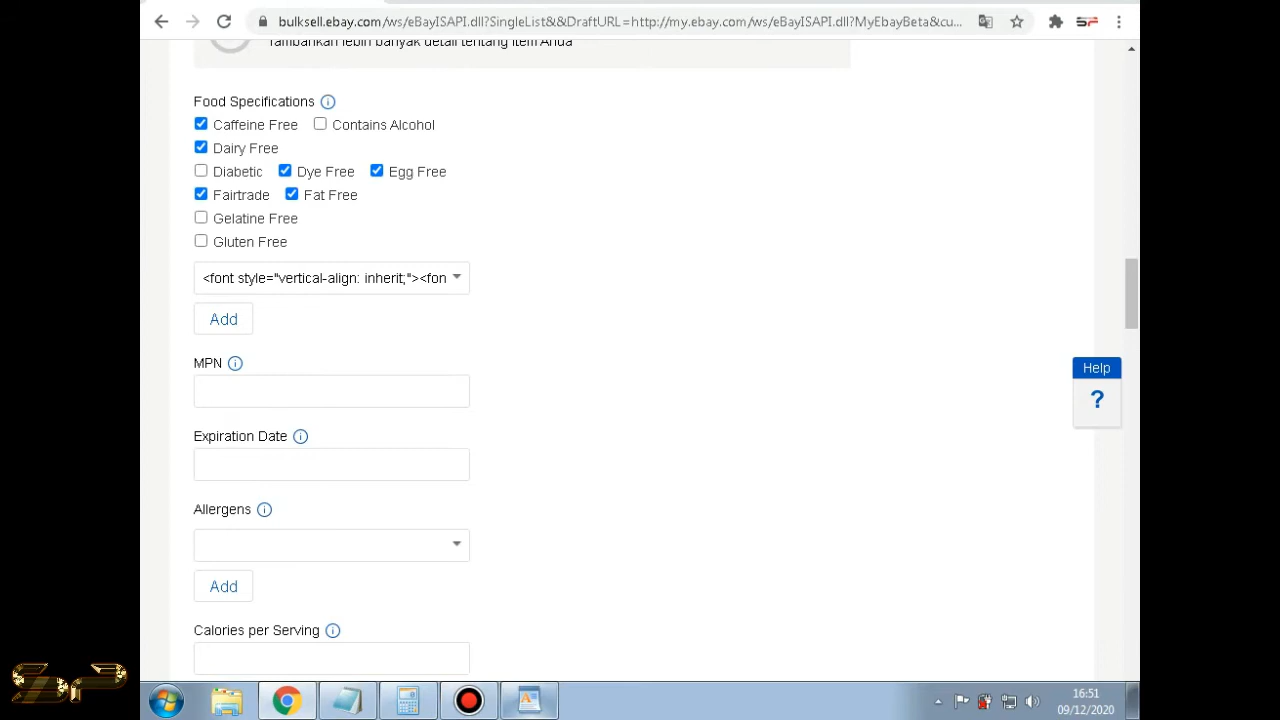 bulksell.ebay.com/ws/eBayISAPI.dll?SingleList&&DraftURL=http://my.ebay.com/ws/eBayISAPI.dll?MyEbayBeta&cu...
Tambahkan lebih banyak detail tentang item Anda
Food Specifications
Caffeine Free Contains Alcohol
Dairy Free
Diabetic Dye Free Egg Free
Fairtrade Fat Free
Gelatine Free
Gluten Free
<font style="vertical-align: inherit;"><fon
Add
MPN
Help
?
Expiration Date
Allergens
Add
Calories per Serving
16:51
09/12/2020